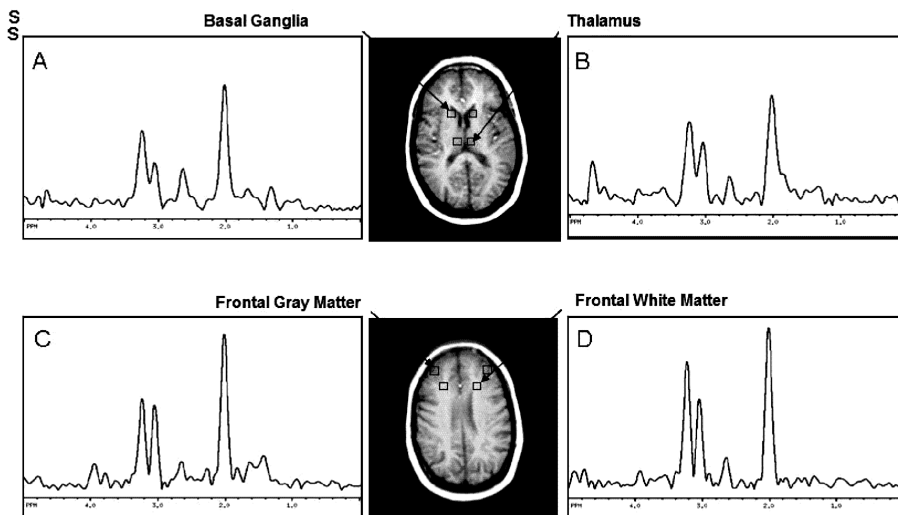 S
S
Basal Ganglia
Thalamus
A
PPM 4.0 3.0 2.0 1.0
B
PPM 4.0 3.0 2.0 1.0
Frontal Gray Matter
Frontal White Matter
C
PPM 4.0 3.0 2.0 1.0
D
PPM 4.0 3.0 2.0 1.0